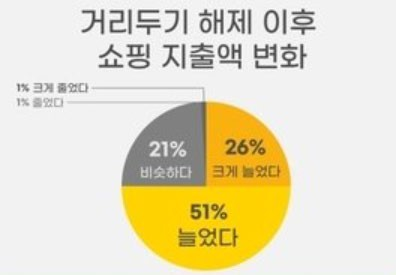 거리두기 해제 이후
쇼핑 지출액 변화
1% 크게 줄었다
1% 줄었다
21%
비슷하다
26%
크게 늘었다
51%
늘었다